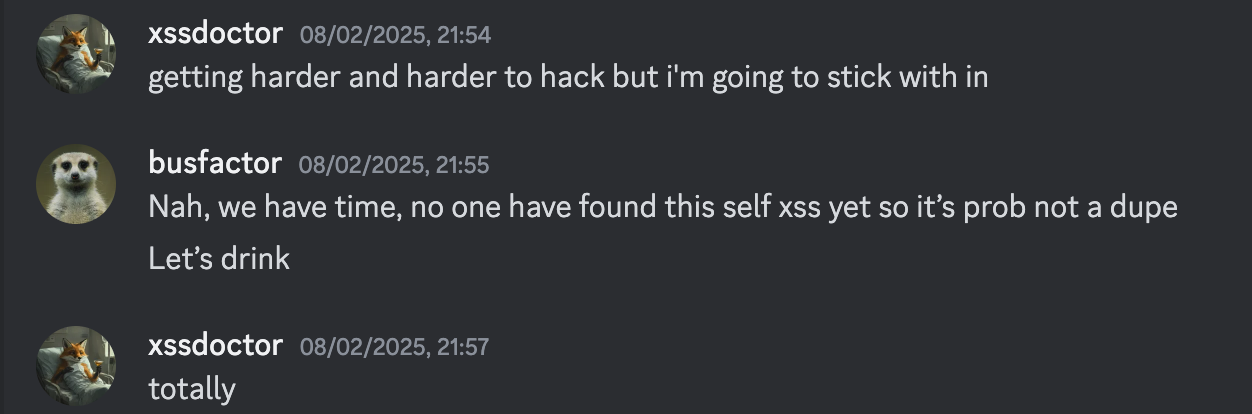 xssdoctor 08/02/2025, 21:54
getting harder and harder to hack but i'm going to stick with in
busfactor 08/02/2025, 21:55
Nah, we have time, no one have found this self xss yet so it’s prob not a dupe
Let’s drink
xssdoctor 08/02/2025, 21:57
totally